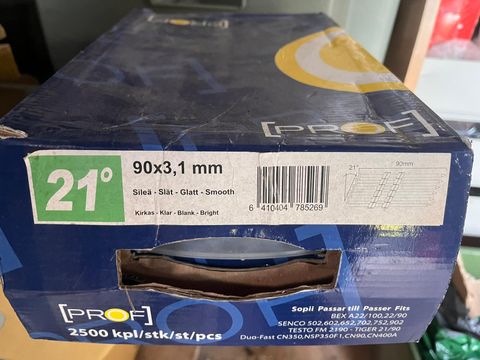 [PROF]
21°
90x3,1 mm
Sileä - Slät - Glatt - Smooth
Kirkas - Klar - Blank - Bright
6 410404 785269
21°
90mm
[PROF]
2500 kpl/stk/st/pcs
Sopii Passar till Passer Fits
BEX A22/100,22/90
SENCO 502,602,652,702,752,902
TESTO FM 2190 - TIGER 21/90
Duo-Fast CN350,NSP350F1,CN90,CN400A